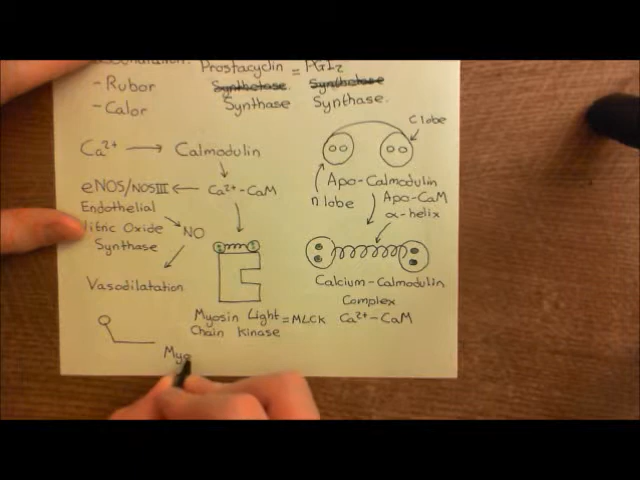 - Rubor
- Calor
Prostacyclin = PGI2
Synthetase Synthetase
Synthase Synthase.
Ca2+ → Calmodulin
eNOS/NOSIII ← Ca2+-CaM
Endothelial
Nitric Oxide
Synthase
NO
Vasodilatation
Myosin Light
Chain Kinase
= MLCK
C lobe
n lobe
Apo-Calmodulin
Apo-CaM
α-helix
Calcium-Calmodulin
Complex
Ca2+-CaM
Myo